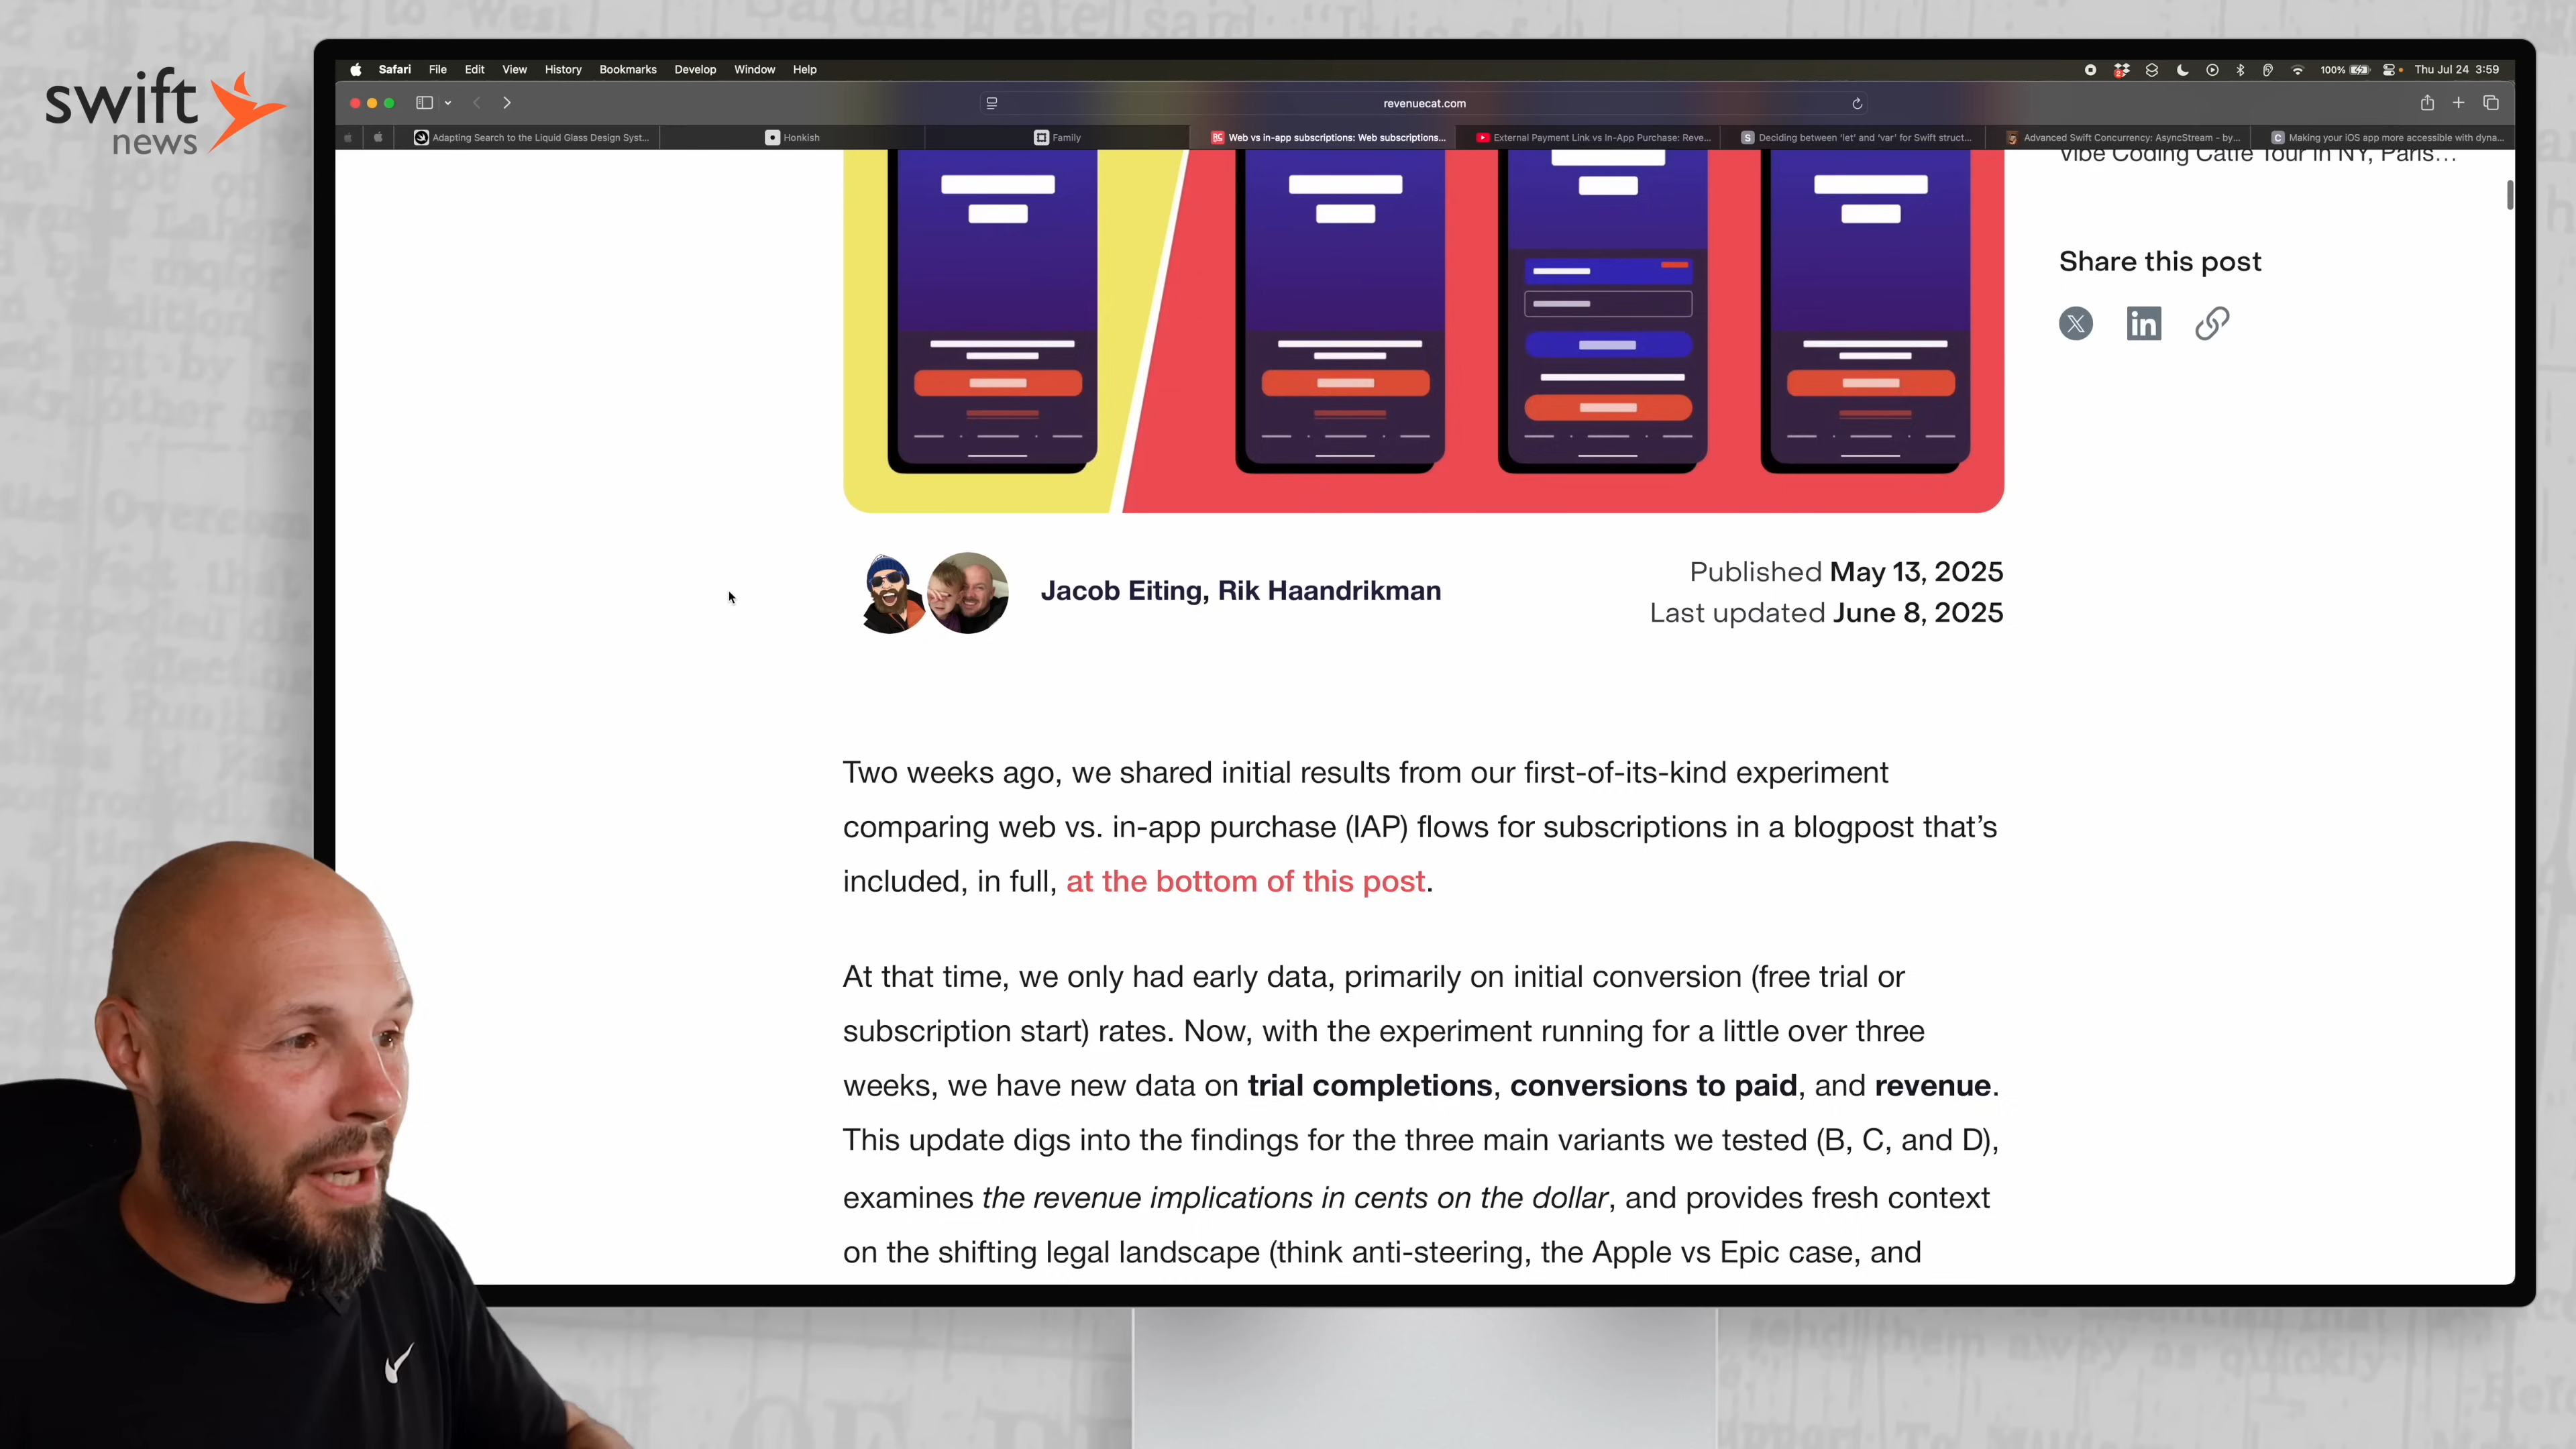 swift
news
Safari File Edit View History Bookmarks Develop Window Help
100% Thu Jul 24 3:59
revenuecat.com
Adapting Search to the Liquid Glass Design Syst...
Honkish
Family
Web vs in-app subscriptions: Web subscriptions...
External Payment Link vs In-App Purchase: Reve...
Deciding between 'let' and 'var' for Swift struct...
Advanced Swift Concurrency: AsyncStream - by...
Making your iOS app more accessible with dyna...
Vibe Coding Catfe Tour in NY, Paris...
Share this post
Jacob Eiting, Rik Haandrikman
Published May 13, 2025
Last updated June 8, 2025
Two weeks ago, we shared initial results from our first-of-its-kind experiment
comparing web vs. in-app purchase (IAP) flows for subscriptions in a blogpost that's
included, in full, at the bottom of this post.
At that time, we only had early data, primarily on initial conversion (free trial or
subscription start) rates. Now, with the experiment running for a little over three
weeks, we have new data on trial completions, conversions to paid, and revenue.
This update digs into the findings for the three main variants we tested (B, C, and D),
examines the revenue implications in cents on the dollar, and provides fresh context
on the shifting legal landscape (think anti-steering, the Apple vs Epic case, and